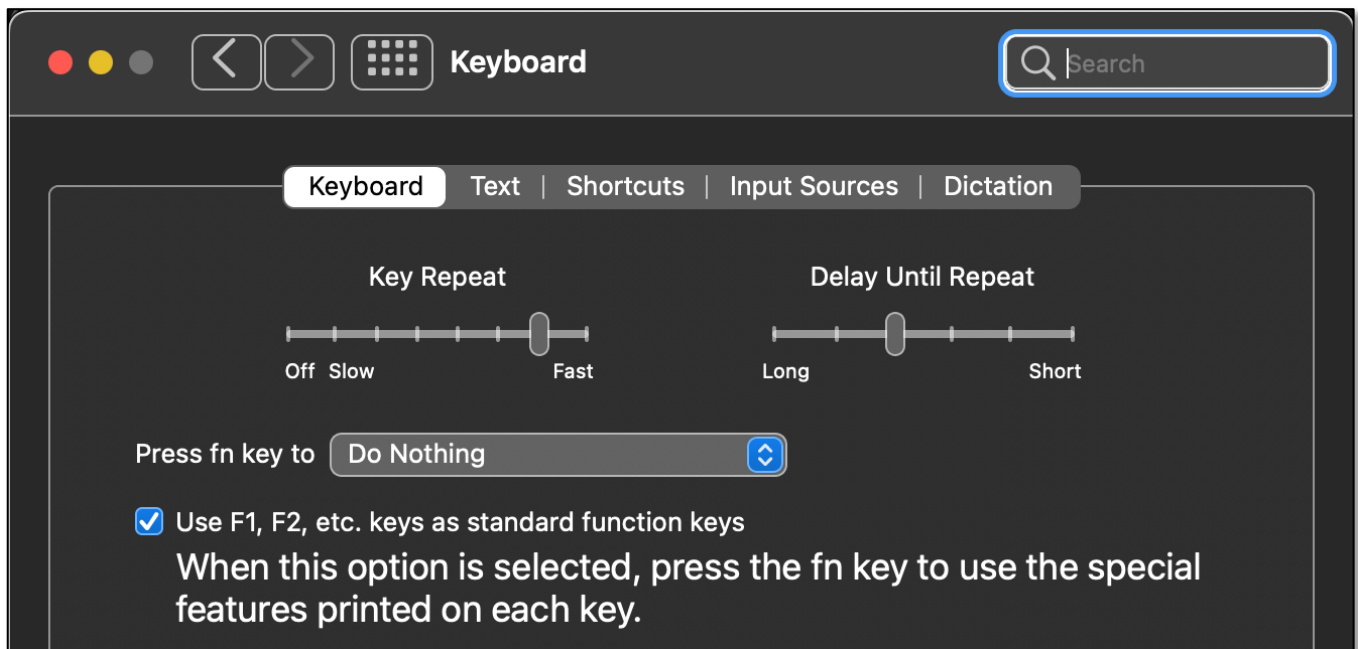 Keyboard
Search
Keyboard Text Shortcuts Input Sources Dictation
Key Repeat
Delay Until Repeat
Off Slow Fast
Long Short
Press fn key to Do Nothing
Use F1, F2, etc. keys as standard function keys
When this option is selected, press the fn key to use the special
features printed on each key.